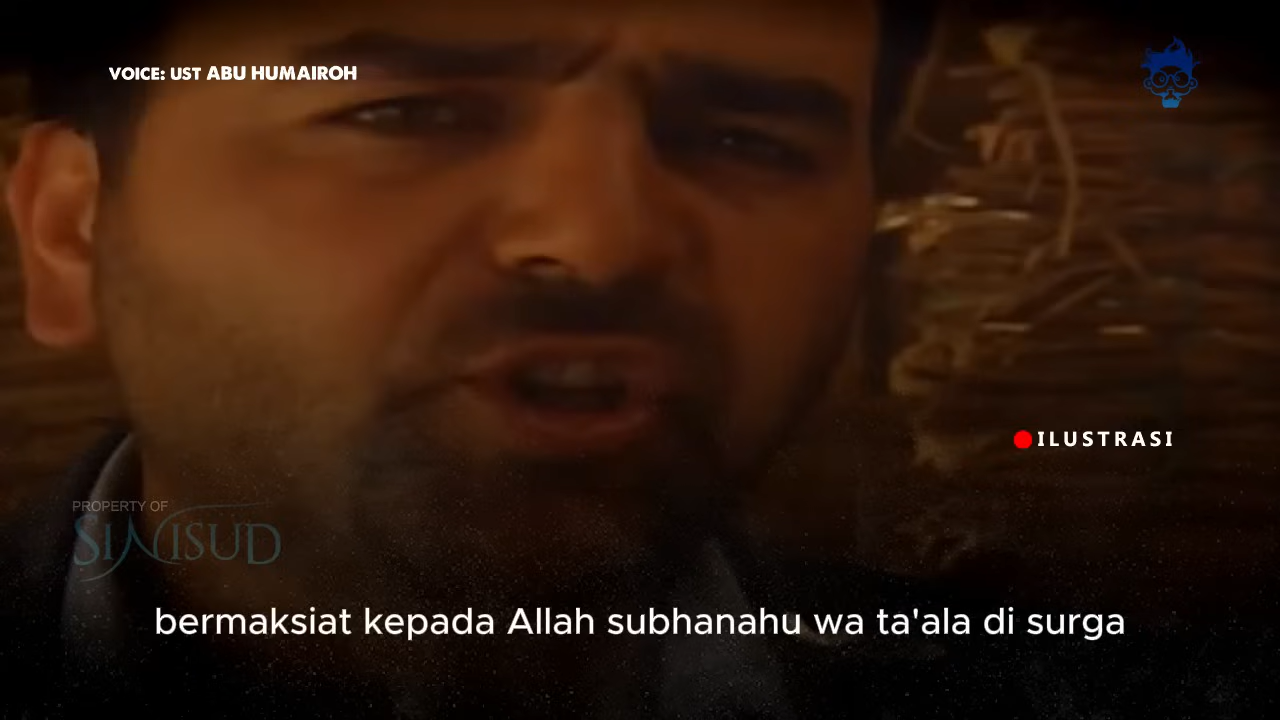 VOICE: UST ABU HUMAIROH
ILUSTRASI
PROPERTY OF
SINISUD
bermaksiat kepada Allah subhanahu wa ta'ala di surga